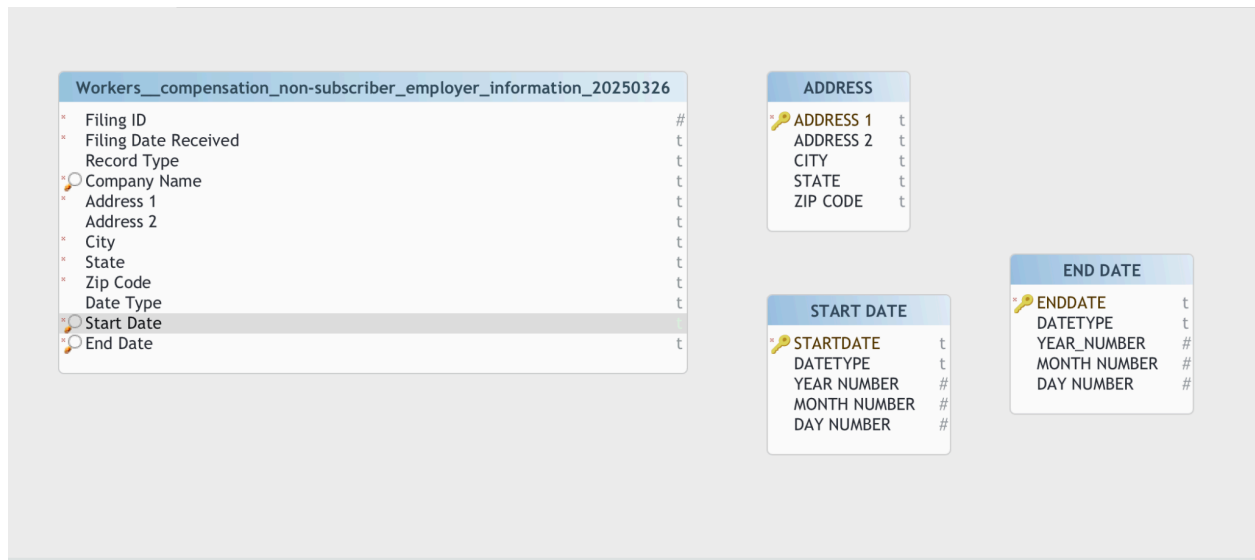 Workers__compensation_non-subscriber_employer_information_20250326
Filing ID #
Filing Date Received t
Record Type t
Company Name t
Address 1 t
Address 2 t
City t
State t
Zip Code t
Date Type t
Start Date t
End Date t
ADDRESS
ADDRESS 1 t
ADDRESS 2 t
CITY t
STATE t
ZIP CODE t
START DATE
STARTDATE t
DATETYPE t
YEAR NUMBER #
MONTH NUMBER #
DAY NUMBER #
END DATE
ENDDATE t
DATETYPE t
YEAR_NUMBER #
MONTH NUMBER #
DAY NUMBER #